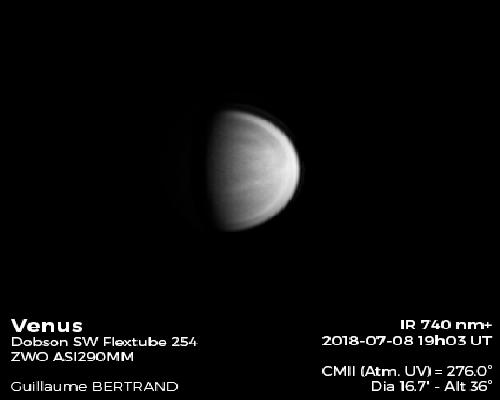 Venus
Dobson SW Flextube 254
ZWO ASI290MM
Guillaume BERTRAND
IR 740 nm+
2018-07-08 19h03 UT
CMII (Atm. UV) = 276.0°
Dia 16.7' - Alt 36°